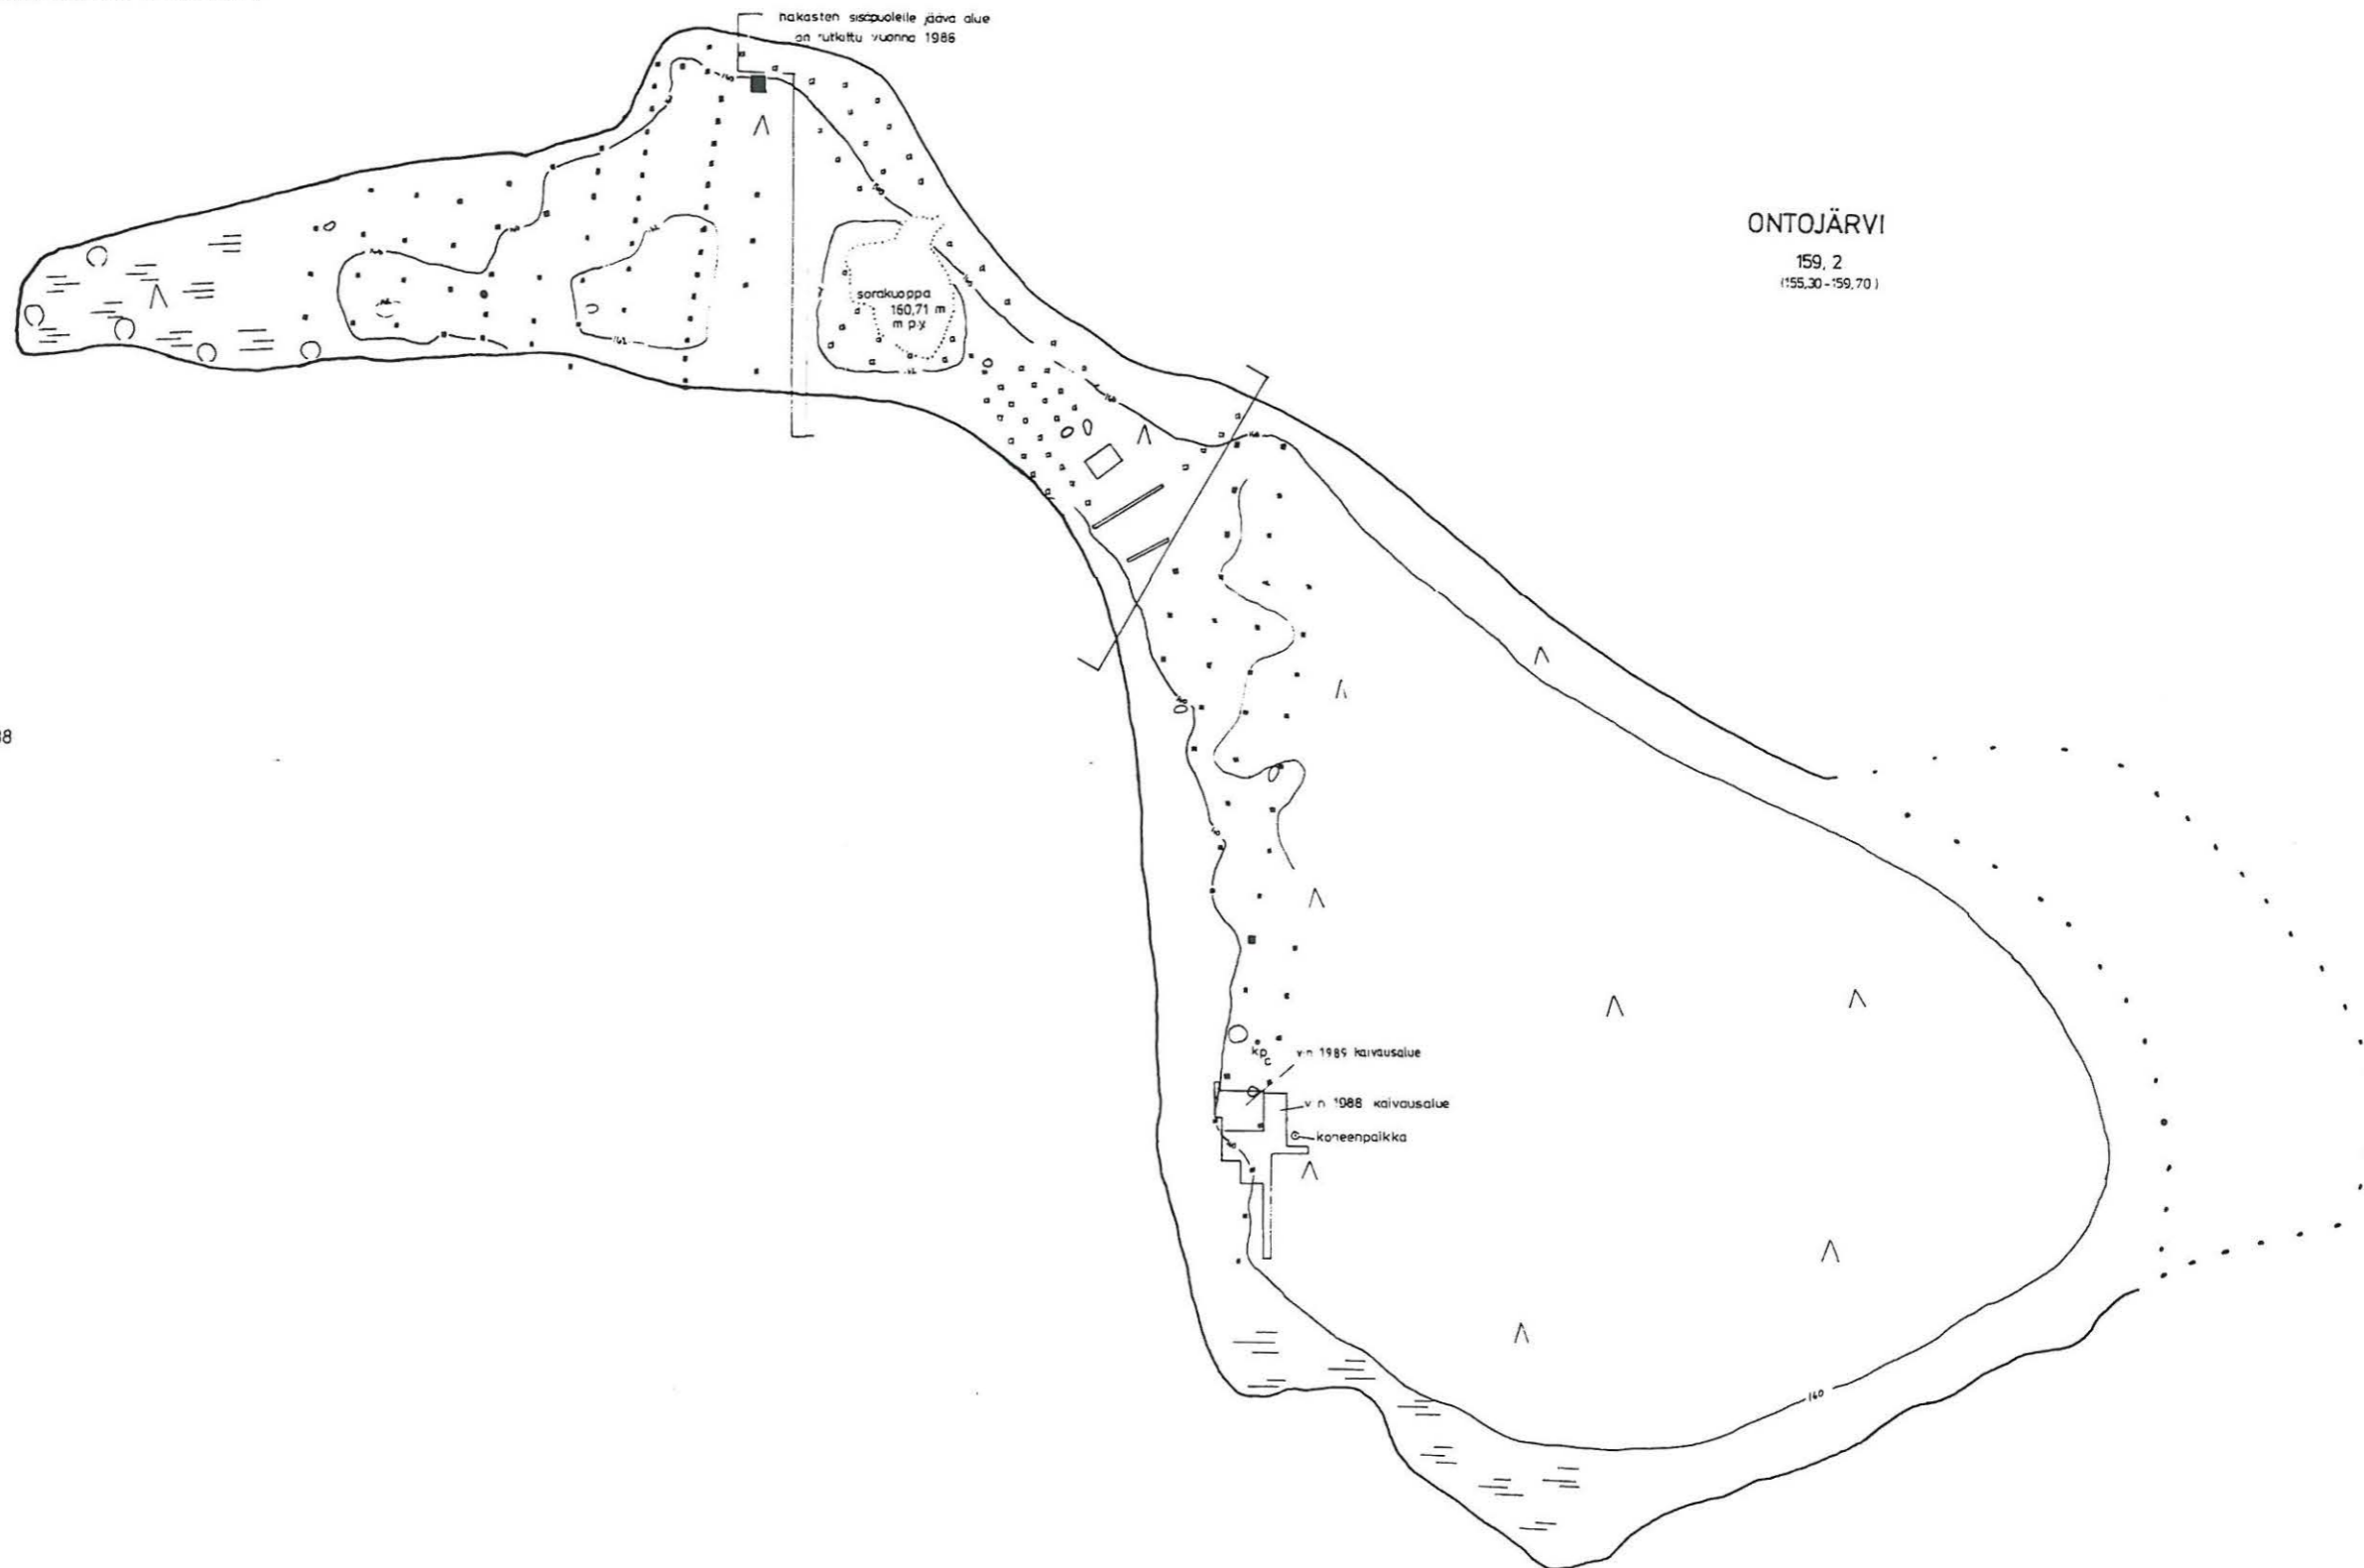 hakasten sisäpuolelle jäävä alue
on tutkittu vuonna 1986
ONTOJÄRVI
159,2
(155,30-159,70)
sorakuoppa
160,71 m
m p.y.
kp
v:n 1989 kaivausalue
v:n 1988 kaivausalue
koneenpaikka
160